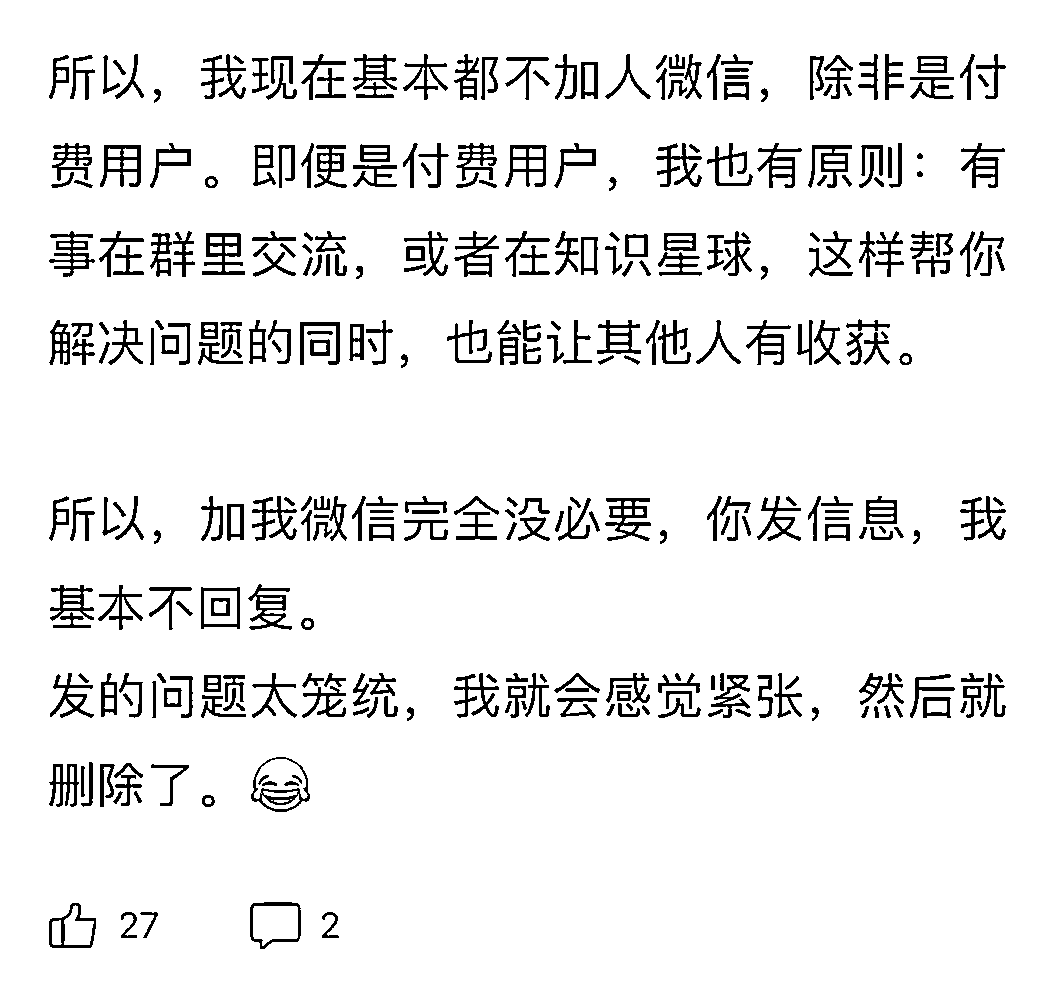 所以，我现在基本都不加人微信，除非是付
费用户。即便是付费用户，我也有原则：有
事在群里交流，或者在知识星球，这样帮你
解决问题的同时，也能让其他人有收获。
所以，加我微信完全没必要，你发信息，我
基本不回复。
发的问题太笼统，我就会感觉紧张，然后就
删除了。😂
27 2